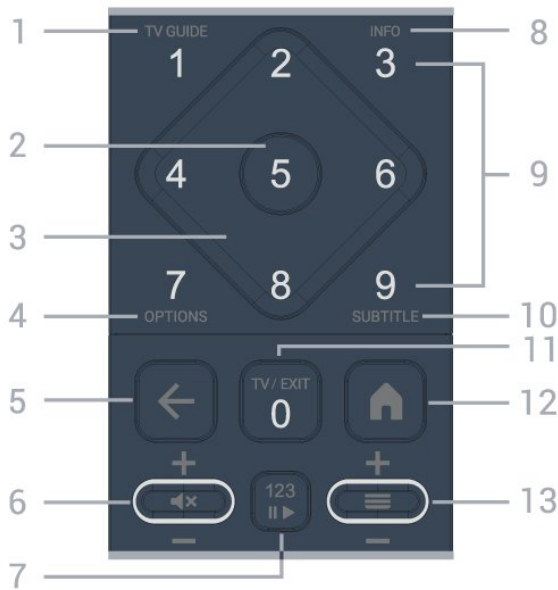 1 TV GUIDE INFO 8
1 2 3
2 4 5 6 9
3
7 8 9
4 OPTIONS SUBTITLE 10
11
5 TV / EXIT 12
0
+ +
6 123 13
− −
7